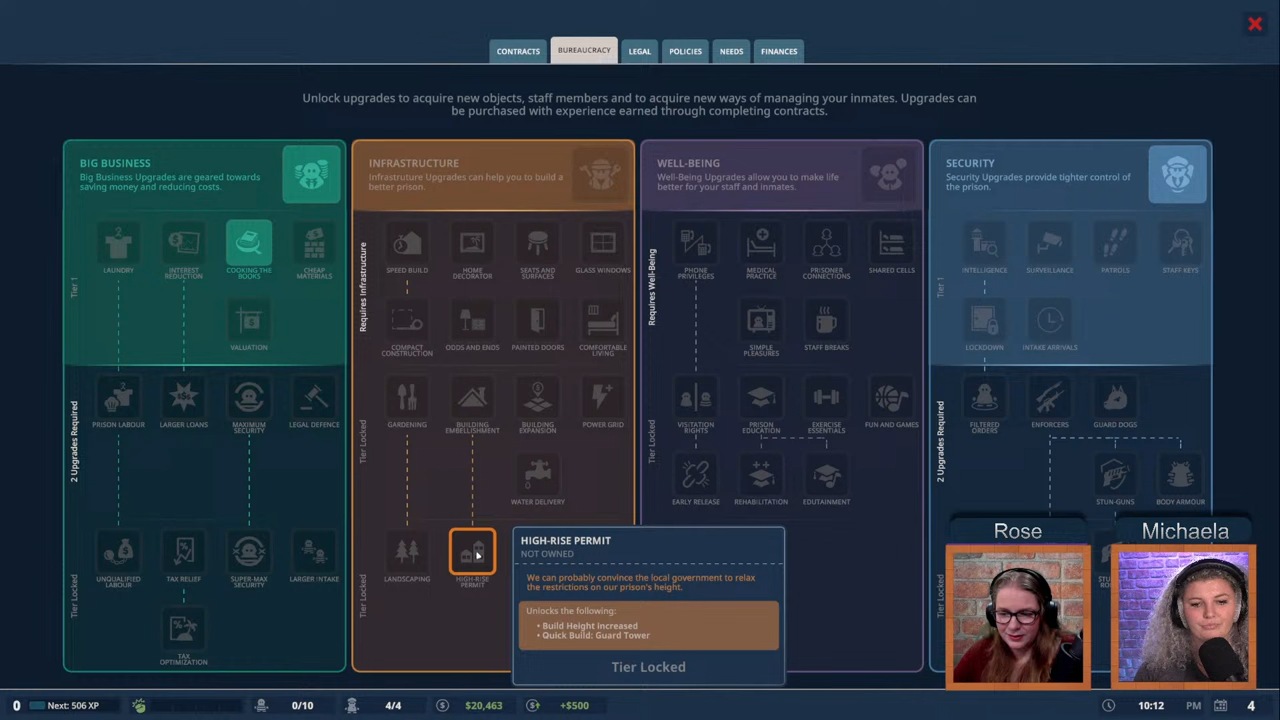 CONTRACTS
BUREAUCRACY
LEGAL
POLICIES
NEEDS
FINANCES
Unlock upgrades to acquire new objects, staff members and to acquire new ways of managing your inmates. Upgrades can
be purchased with experience earned through completing contracts.
BIG BUSINESS
Big Business Upgrades are geared towards
saving money and reducing costs.
Tier 1
LAUNDRY
INTEREST
REDUCTION
COOKING THE
BOOKS
CHEAP
MATERIALS
VALUATION
2 Upgrades Required
PRISON LABOUR
LARGER LOANS
MAXIMUM
SECURITY
LEGAL DEFENCE
Tier Locked
UNQUALIFIED
LABOUR
TAX RELIEF
SUPER-MAX
SECURITY
LARGER INTAKE
TAX
OPTIMIZATION
INFRASTRUCTURE
Infrastruture Upgrades can help you to build a
better prison.
Requires Infrastructure
SPEED BUILD
HOME
DECORATOR
SEATS AND
SURFACES
GLASS WINDOWS
COMPACT
CONSTRUCTION
ODDS AND ENDS
PAINTED DOORS
COMFORTABLE
LIVING
Tier Locked
GARDENING
BUILDING
EMBELLISHMENT
BUILDING
EXPANSION
POWER GRID
WATER DELIVERY
Tier Locked
LANDSCAPING
HIGH-RISE
PERMIT
WELL-BEING
Well-Being Upgrades allow you to make life
better for your staff and inmates.
Requires Well-Being
PHONE
PRIVILEGES
MEDICAL
PRACTICE
PRISONER
CONNECTIONS
SHARED CELLS
SIMPLE
PLEASURES
STAFF BREAKS
Tier Locked
VISITATION
RIGHTS
PRISON
EDUCATION
EXERCISE
ESSENTIALS
FUN AND GAMES
EARLY RELEASE
REHABILITATION
EDUTAINMENT
SECURITY
Security Upgrades provide tighter control of
the prison.
Tier 1
INTELLIGENCE
SURVEILLANCE
PATROLS
STAFF KEYS
LOCKDOWN
INTAKE ARRIVALS
2 Upgrades Required
FILTERED
ORDERS
ENFORCERS
GUARD DOGS
STUN-GUNS
BODY ARMOUR
Tier Locked
HIGH-RISE PERMIT
NOT OWNED
We can probably convince the local government to relax
the restrictions on our prison's height.
Unlocks the following:
• Build Height Increased
• Quick Build: Guard Tower
Tier Locked
Rose
Michaela
0
Next: 506 XP
0/10
4/4
$20,463
+$500
10:12 PM
4